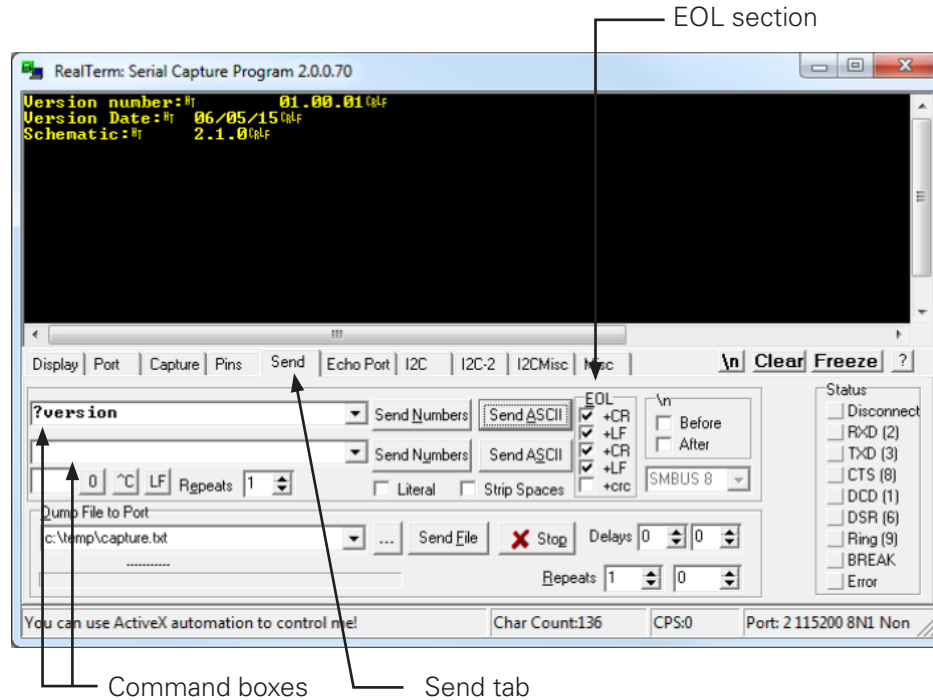 EOL section
RealTerm: Serial Capture Program 2.0.0.70
Version number:HT 01.00.01CRLF
Version Date:HT 06/05/15CRLF
Schematic:HT 2.1.0CRLF
Display Port Capture Pins Send Echo Port I2C I2C-2 I2CMisc Misc \n Clear Freeze ?
?version Send Numbers Send ASCII EOL +CR \n Before
+LF After
Send Numbers Send ASCII +CR
+LF
0 ^C LF Repeats 1 Literal Strip Spaces +crc SMBUS 8
Status
Disconnect
RXD (2)
TXD (3)
CTS (8)
DCD (1)
DSR (6)
Ring (9)
BREAK
Error
Dump File to Port
c:\temp\capture.txt ... Send File Stop Delays 0 0
-----------
Repeats 1 0
You can use ActiveX automation to control me! Char Count:136 CPS:0 Port: 2 115200 8N1 Non
Command boxes Send tab